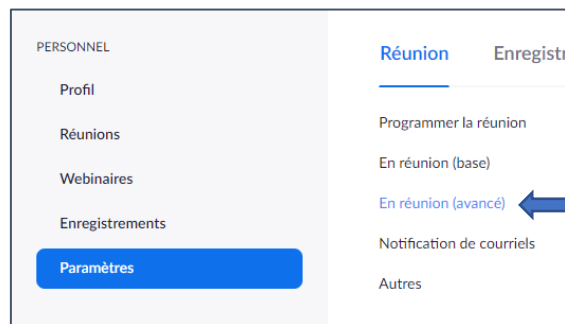 PERSONNEL
Profil
Réunions
Webinaires
Enregistrements
Paramètres
Réunion Enregistr
Programmer la réunion
En réunion (base)
En réunion (avancé)
Notification de courriels
Autres